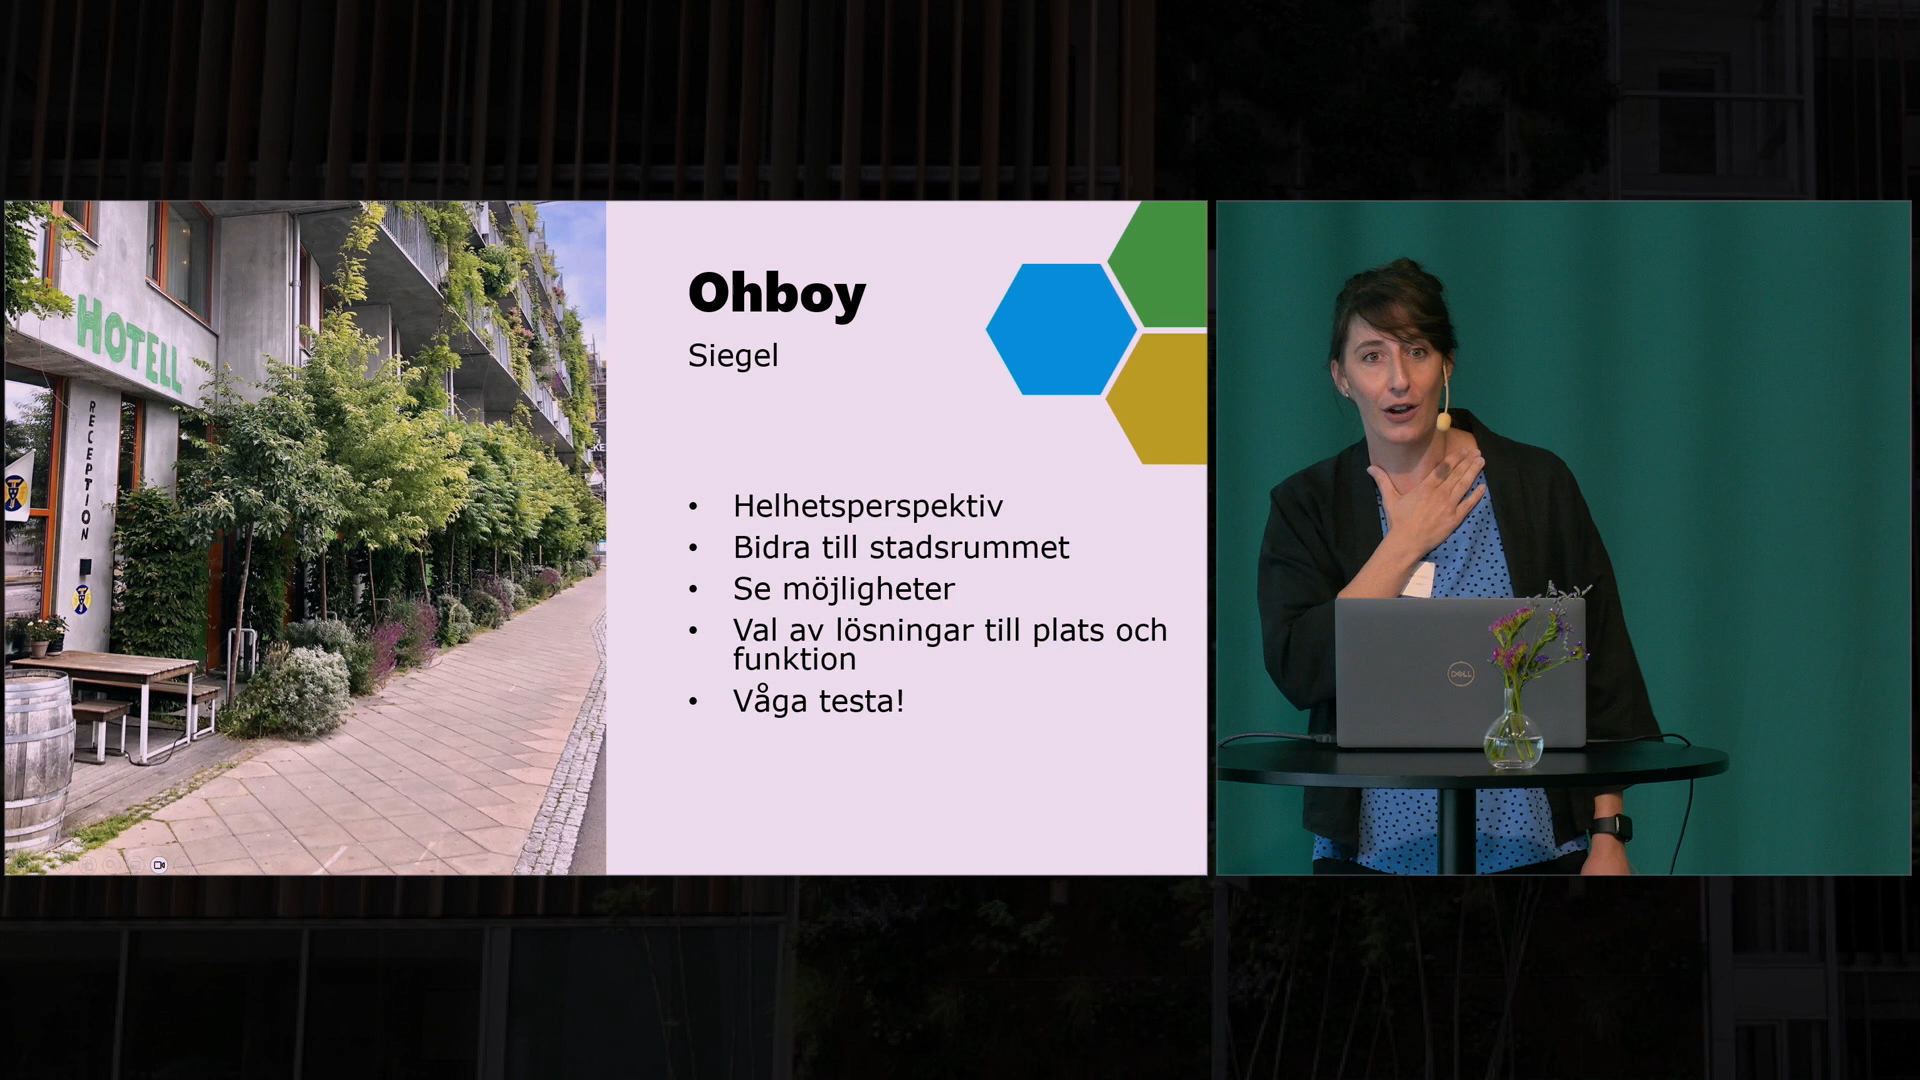 HOTELL
RECEPTION
Ohboy
Siegel
• Helhetsperspektiv
• Bidra till stadsrummet
• Se möjligheter
• Val av lösningar till plats och
funktion
• Våga testa!
DELL